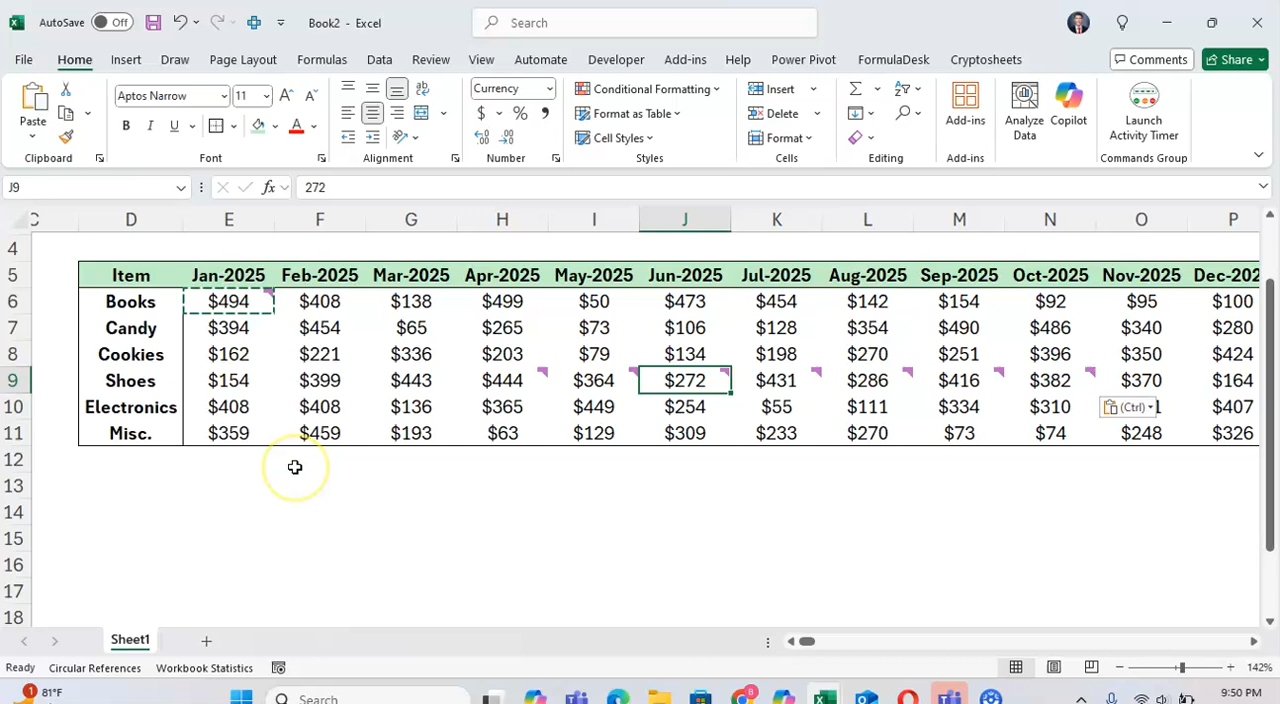 AutoSave Off Book2 - Excel Search
File Home Insert Draw Page Layout Formulas Data Review View Automate Developer Add-ins Help Power Pivot FormulaDesk Cryptosheets Comments Share
Paste Aptos Narrow 11 Currency Conditional Formatting Insert
B I U $ % , Format as Table Delete Add-ins Analyze Data Copilot Launch Activity Timer
Cell Styles Format
Clipboard Font Alignment Number Styles Cells Editing Add-ins Commands Group
J9 fx 272
C D E F G H I J K L M N O P
4
5 Item Jan-2025 Feb-2025 Mar-2025 Apr-2025 May-2025 Jun-2025 Jul-2025 Aug-2025 Sep-2025 Oct-2025 Nov-2025 Dec-202
6 Books $494 $408 $138 $499 $50 $473 $454 $142 $154 $92 $95 $100
7 Candy $394 $454 $65 $265 $73 $106 $128 $354 $490 $486 $340 $280
8 Cookies $162 $221 $336 $203 $79 $134 $198 $270 $251 $396 $350 $424
9 Shoes $154 $399 $443 $444 $364 $272 $431 $286 $416 $382 $370 $164
10 Electronics $408 $408 $136 $365 $449 $254 $55 $111 $334 $310 (Ctrl) 1 $407
11 Misc. $359 $459 $193 $63 $129 $309 $233 $270 $73 $74 $248 $326
12
13
14
15
16
17
18
Sheet1
Ready Circular References Workbook Statistics 142%
1 81°F Search 8 9:50 PM